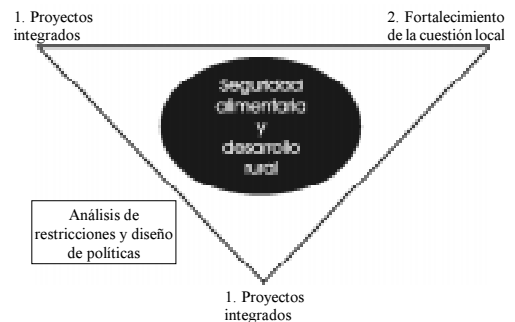 1. Proyectos
integrados
2. Fortalecimiento
de la cuestión local
Seguridad
alimentaria
y
desarrollo
rural
Análisis de
restricciones y diseño
de políticas
1. Proyectos
integrados